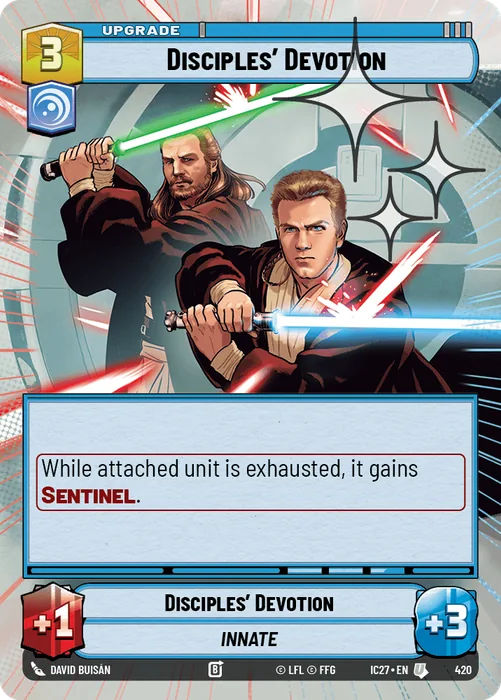 UPGRADE
3
DISCIPLES' DEVOTION
While attached unit is exhausted, it gains
SENTINEL.
+1
DISCIPLES' DEVOTION
+3
INNATE
DAVID BUISÁN
B
© LFL © FFG
IC27 • EN
U
420